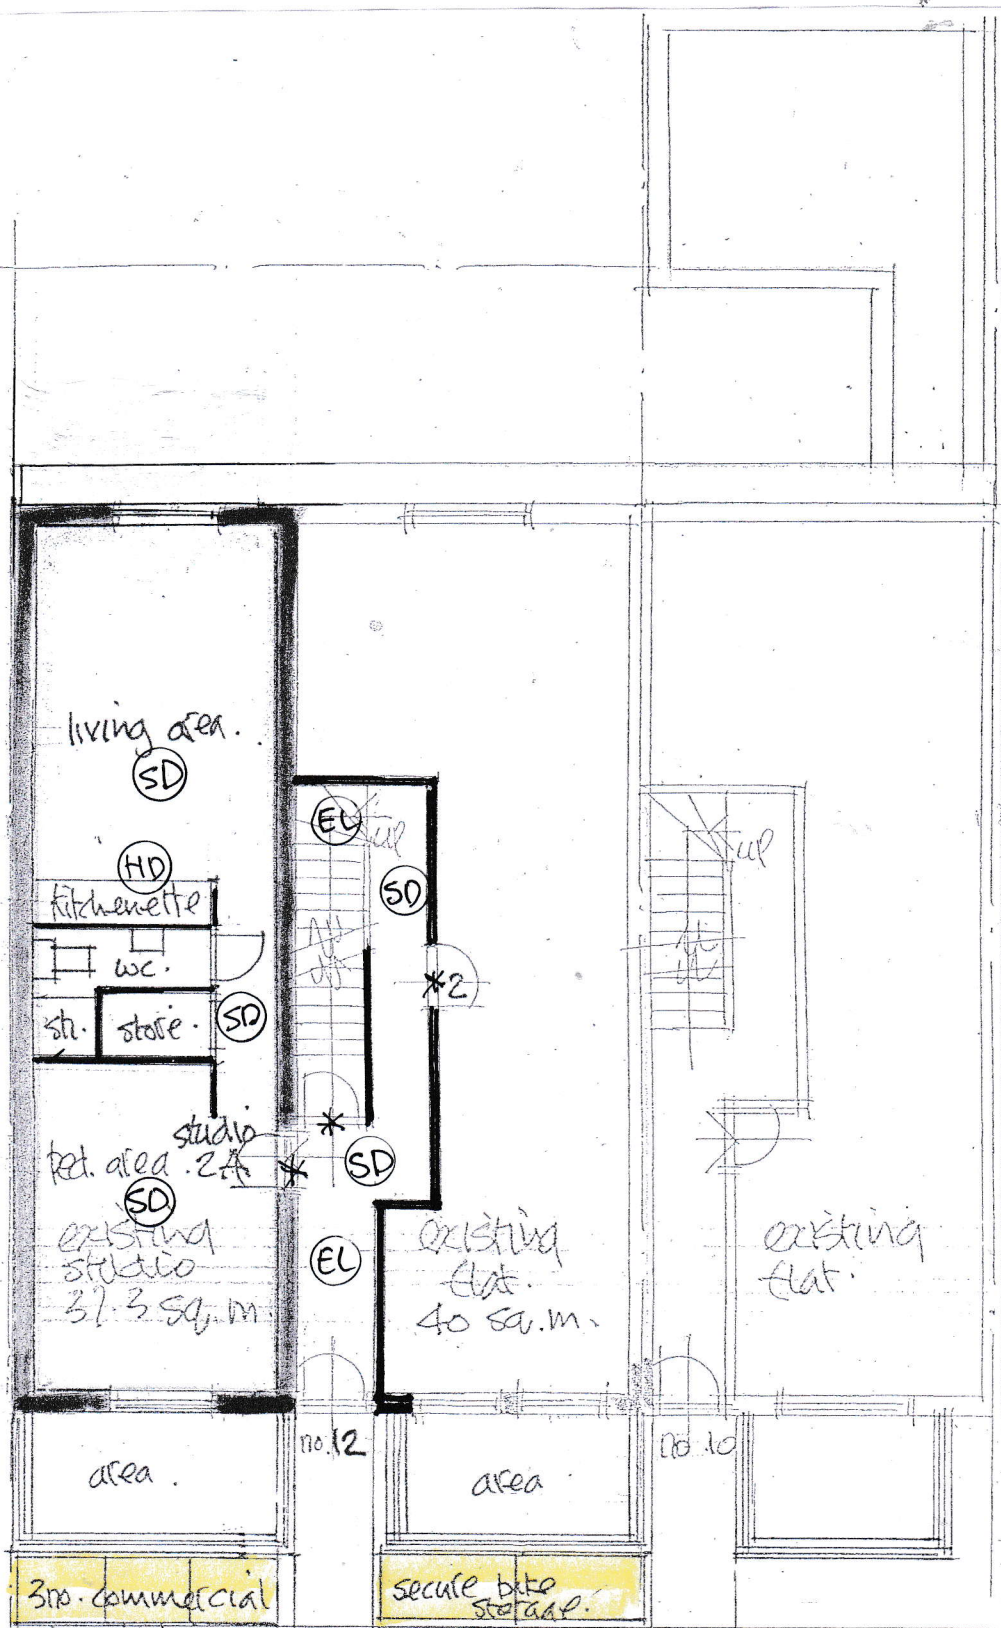 living area.
SD
HD
kitchenette
wc.
sh.
store.
SD
EL
up
SD
*2
*
studio
bed. area . 2A
*
SD
SD
existing
studio
37.3 sq.m.
EL
existing
flat.
40 sq.m.
up
existing
flat.
no.12
no.10
area.
area
3no. commercial
secure bike
storage.